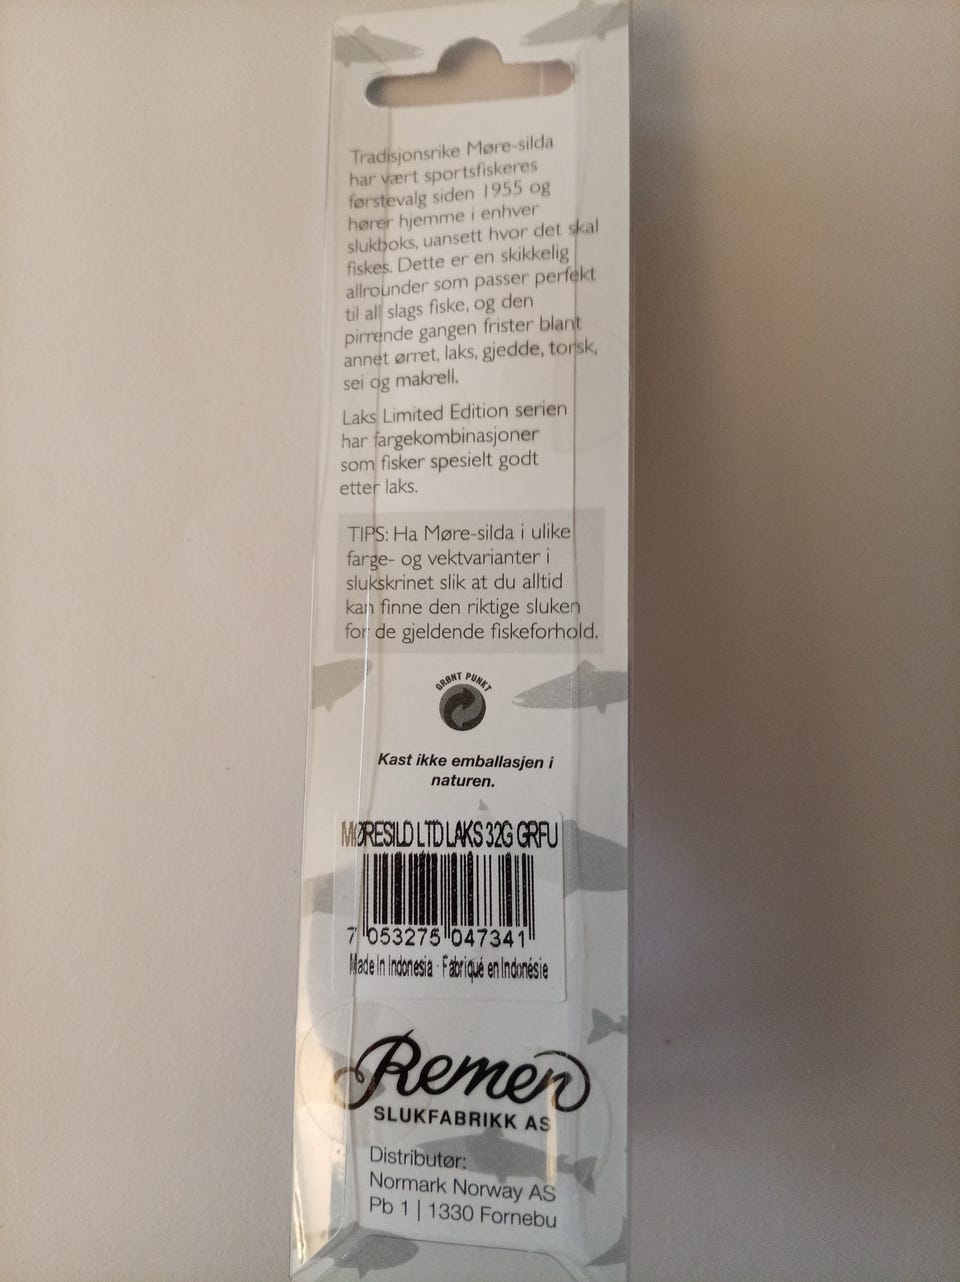 Tradisjonsrike Møre-silda
har vært sportsfiskeres
førstevalg siden 1955 og
hører hjemme i enhver
slukboks, uansett hvor det skal
fiskes. Dette er en skikkelig
allrounder som passer perfekt
til all slags fiske, og den
pirrende gangen frister blant
annet ørret, laks, gjedde, torsk,
sei og makrell.
Laks Limited Edition serien
har fargekombinasjoner
som fisker spesielt godt
etter laks.
TIPS: Ha Møre-silda i ulike
farge- og vektvarianter i
slukskrinet slik at du alltid
kan finne den riktige sluken
for de gjeldende fiskeforhold.
GRØNT PUNKT
Kast ikke emballasjen i
naturen.
MØRESILD LTD LAKS 32G GRFU
7 053275 047341
Made In Indonesia · Fabriqué en Indonésie
Remen
SLUKFABRIKK AS
Distributør:
Normark Norway AS
Pb 1 | 1330 Fornebu